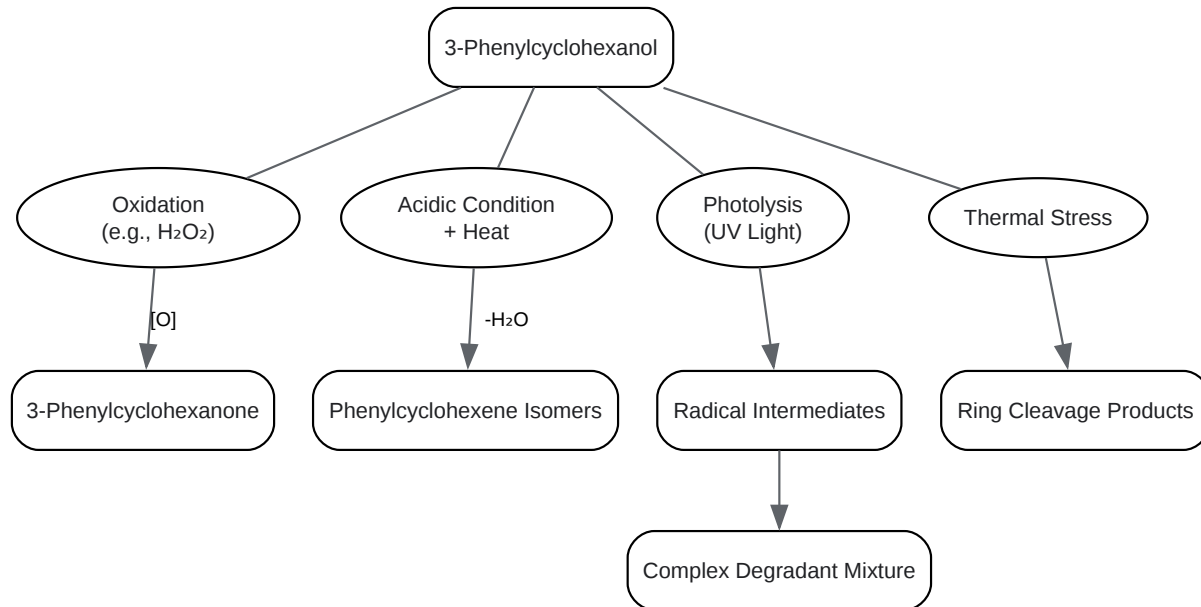 3-Phenylcyclohexanol
Oxidation
(e.g., H₂O₂)
Acidic Condition
+ Heat
Photolysis
(UV Light)
Thermal Stress
[O]
-H₂O
3-Phenylcyclohexanone
Phenylcyclohexene Isomers
Radical Intermediates
Ring Cleavage Products
Complex Degradant Mixture